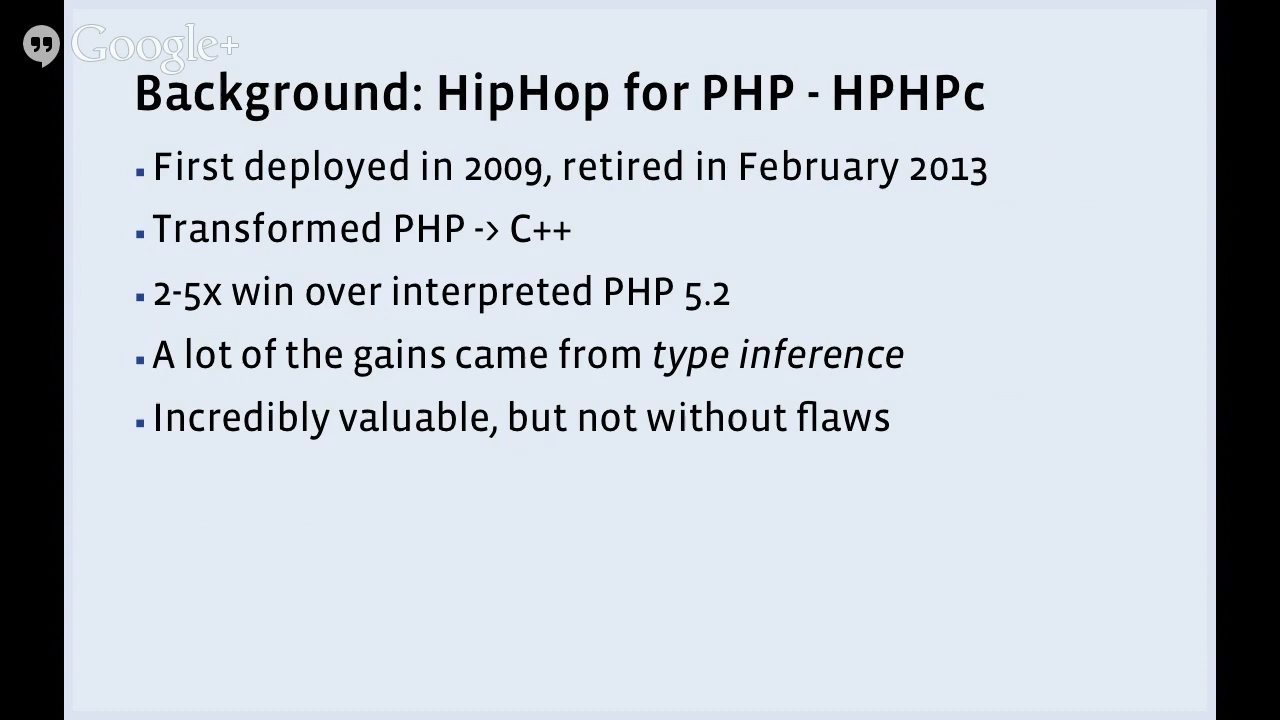 Google+
Background: HipHop for PHP - HPHPc
▪ First deployed in 2009, retired in February 2013
▪ Transformed PHP -> C++
▪ 2-5x win over interpreted PHP 5.2
▪ A lot of the gains came from type inference
▪ Incredibly valuable, but not without flaws